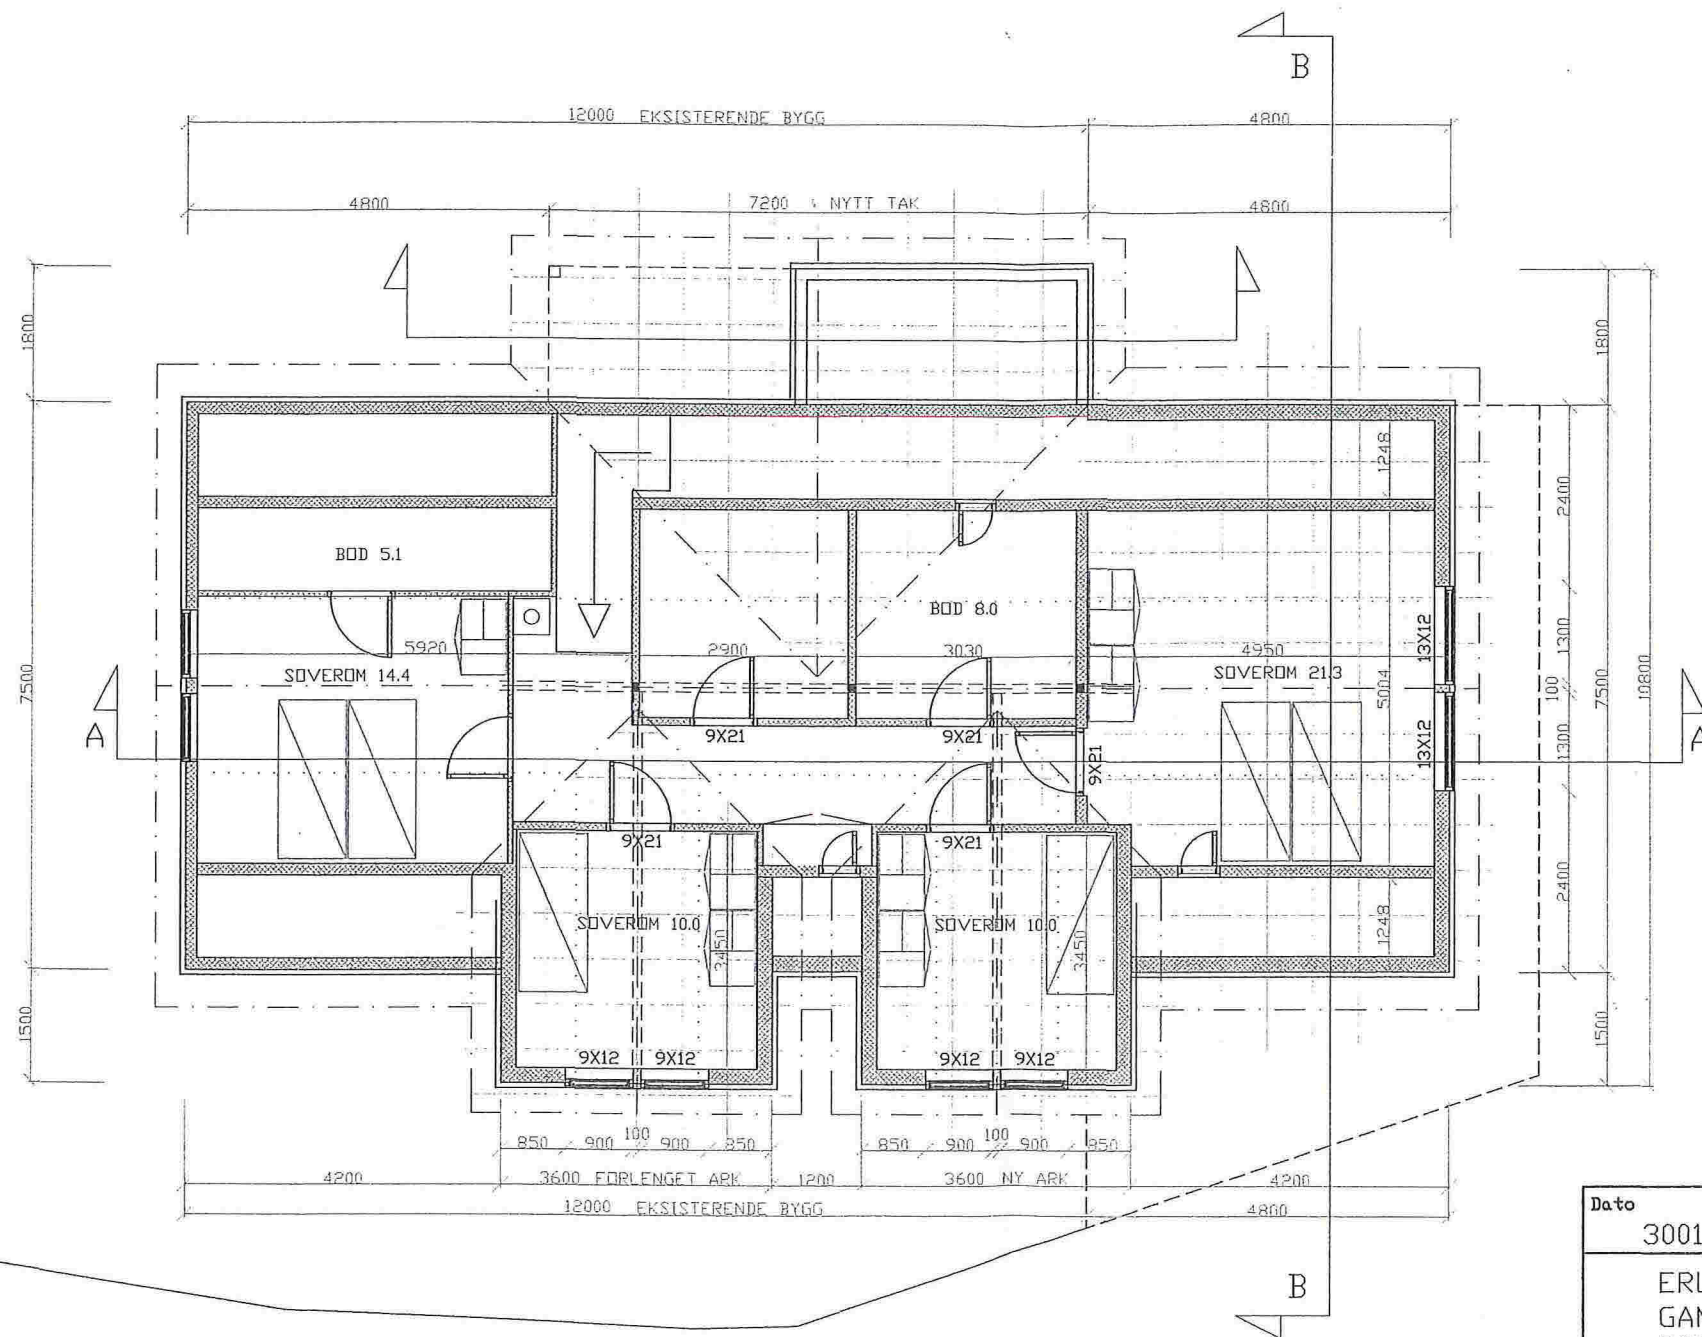 B
12000 EKSISTERENDE BYGG
4800
4800
7200 NYTT TAK
4800
1800
1800
1248
2400
BOD 5.1
BOD 8.0
5920
2900
3030
4950
13X12
1300
SOVEROM 14.4
SOVEROM 21.3
7500
5004
100
7500
10800
A
9X21
9X21
9X21
13X12
1300
A
9X21
9X21
2400
SOVEROM 10.0
SOVEROM 10.0
1248
3450
3450
1500
1500
9X12
9X12
9X12
9X12
850
900
100
900
850
850
900
100
900
850
4200
3600 FORLENGET ARK
1200
3600 NY ARK
4200
12000 EKSISTERENDE BYGG
4800
Dato
3001
B